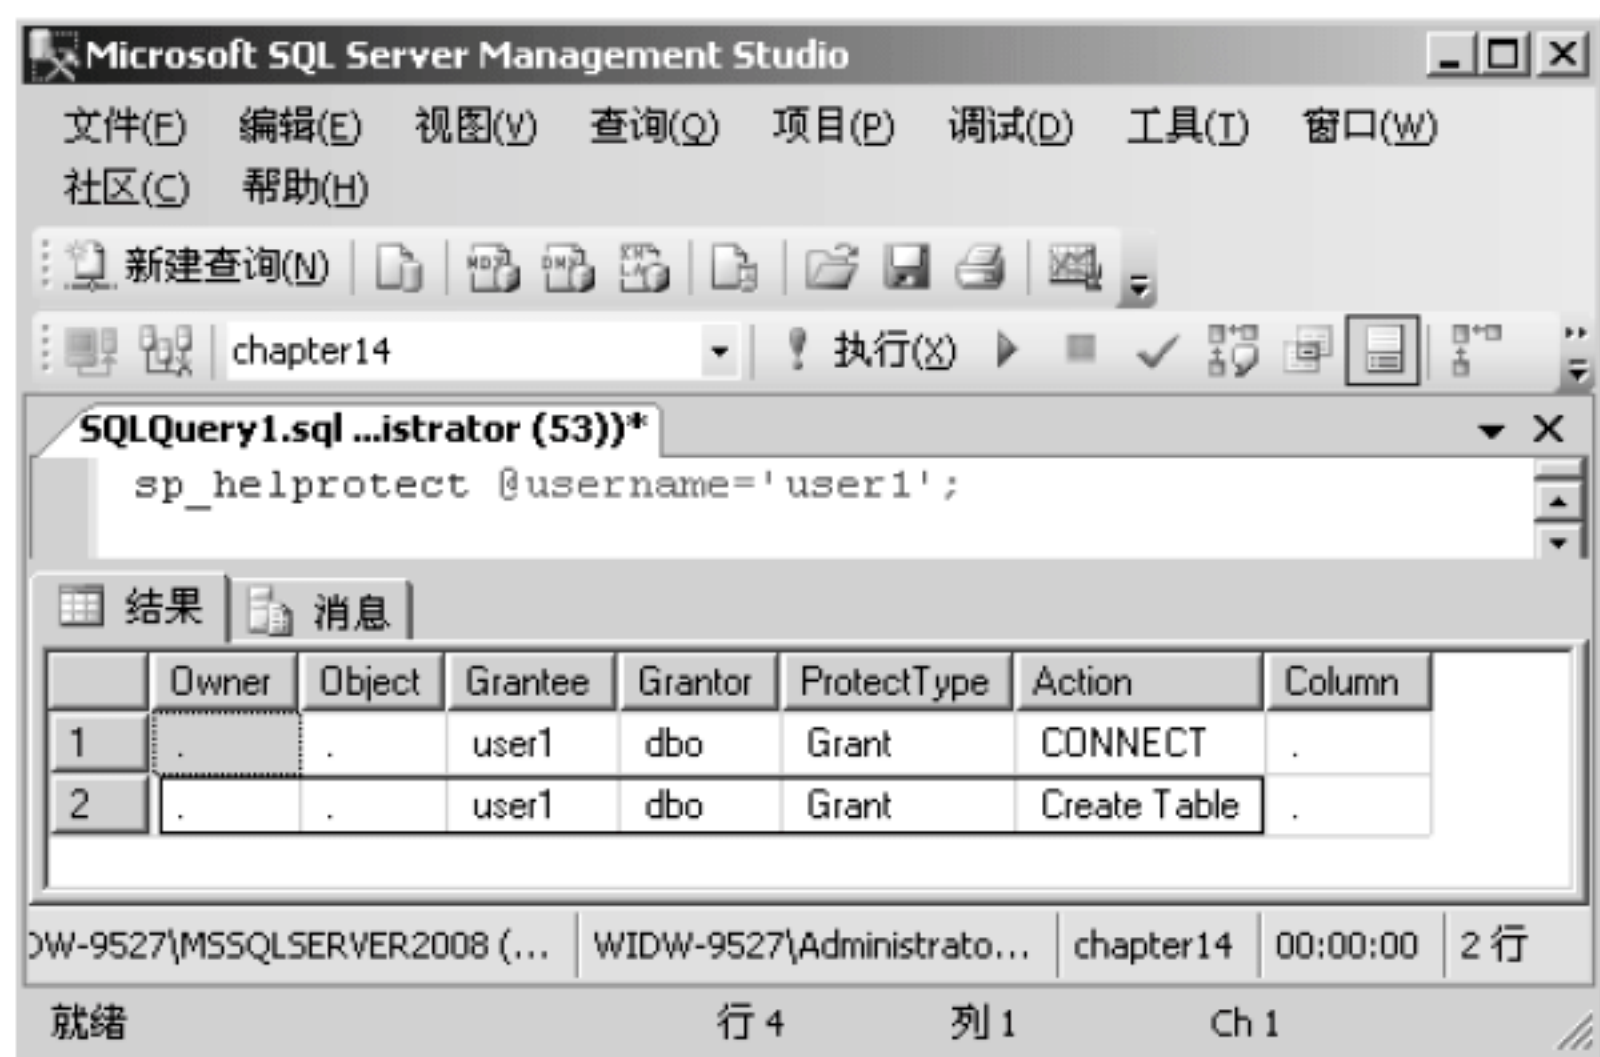 Microsoft SQL Server Management Studio
文件(F) 编辑(E) 视图(V) 查询(Q) 项目(P) 调试(D) 工具(T) 窗口(W)
社区(C) 帮助(H)
新建查询(N)
chapter14 执行(X)
SQLQuery1.sql ...istrator (53))*
sp_helprotect @username='user1';
结果 消息
Owner Object Grantee Grantor ProtectType Action Column
1 . . user1 dbo Grant CONNECT .
2 . . user1 dbo Grant Create Table .
DW-9527\MSSQLSERVER2008 (... WIDW-9527\Administrato... chapter14 00:00:00 2 行
就绪 行 4 列 1 Ch 1